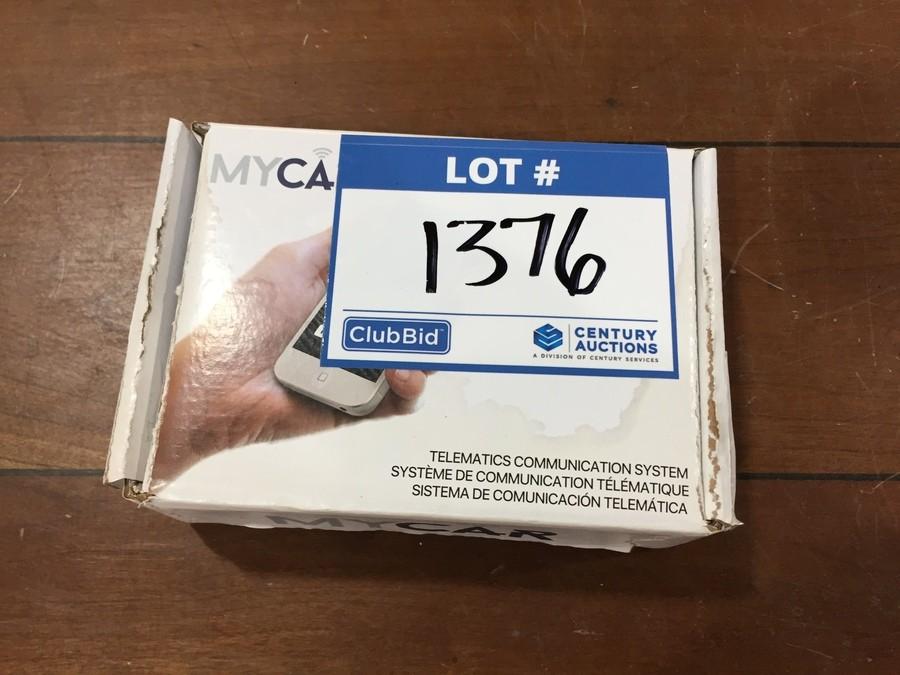 MYCA
LOT #
1376
ClubBid™
CENTURY
AUCTIONS
A DIVISION OF CENTURY SERVICES
TELEMATICS COMMUNICATION SYSTEM
SYSTÈME DE COMMUNICATION TÉLÉMATIQUE
SISTEMA DE COMUNICACIÓN TELEMÁTICA
MYCAR